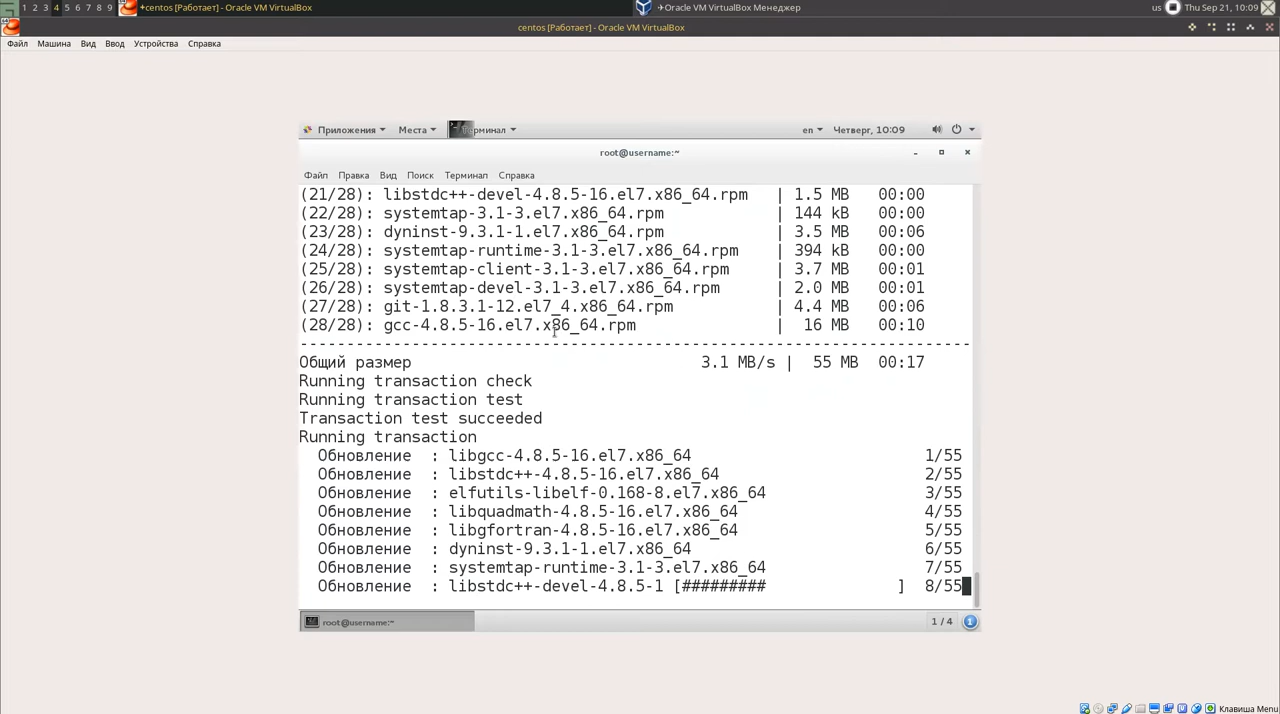 1 2 3 4 5 6 7 8 9 +centos [Работает] - Oracle VM VirtualBox Oracle VM VirtualBox Менеджер us Thu Sep 21, 10:09
centos [Работает] - Oracle VM VirtualBox
Файл Машина Вид Ввод Устройства Справка
Приложения Места Терминал en Четверг, 10:09
root@username:~
Файл Правка Вид Поиск Терминал Справка
(21/28): libstdc++-devel-4.8.5-16.el7.x86_64.rpm | 1.5 MB 00:00
(22/28): systemtap-3.1-3.el7.x86_64.rpm | 144 kB 00:00
(23/28): dyninst-9.3.1-1.el7.x86_64.rpm | 3.5 MB 00:06
(24/28): systemtap-runtime-3.1-3.el7.x86_64.rpm | 394 kB 00:00
(25/28): systemtap-client-3.1-3.el7.x86_64.rpm | 3.7 MB 00:01
(26/28): systemtap-devel-3.1-3.el7.x86_64.rpm | 2.0 MB 00:01
(27/28): git-1.8.3.1-12.el7_4.x86_64.rpm | 4.4 MB 00:06
(28/28): gcc-4.8.5-16.el7.x86_64.rpm | 16 MB 00:10
--------------------------------------------------------------------------------
Общий размер 3.1 MB/s | 55 MB 00:17
Running transaction check
Running transaction test
Transaction test succeeded
Running transaction
Обновление : libgcc-4.8.5-16.el7.x86_64 1/55
Обновление : libstdc++-4.8.5-16.el7.x86_64 2/55
Обновление : elfutils-libelf-0.168-8.el7.x86_64 3/55
Обновление : libquadmath-4.8.5-16.el7.x86_64 4/55
Обновление : libgfortran-4.8.5-16.el7.x86_64 5/55
Обновление : dyninst-9.3.1-1.el7.x86_64 6/55
Обновление : systemtap-runtime-3.1-3.el7.x86_64 7/55
Обновление : libstdc++-devel-4.8.5-1 [######### ] 8/55
root@username:~ 1 / 4 1
Клавиша Menu